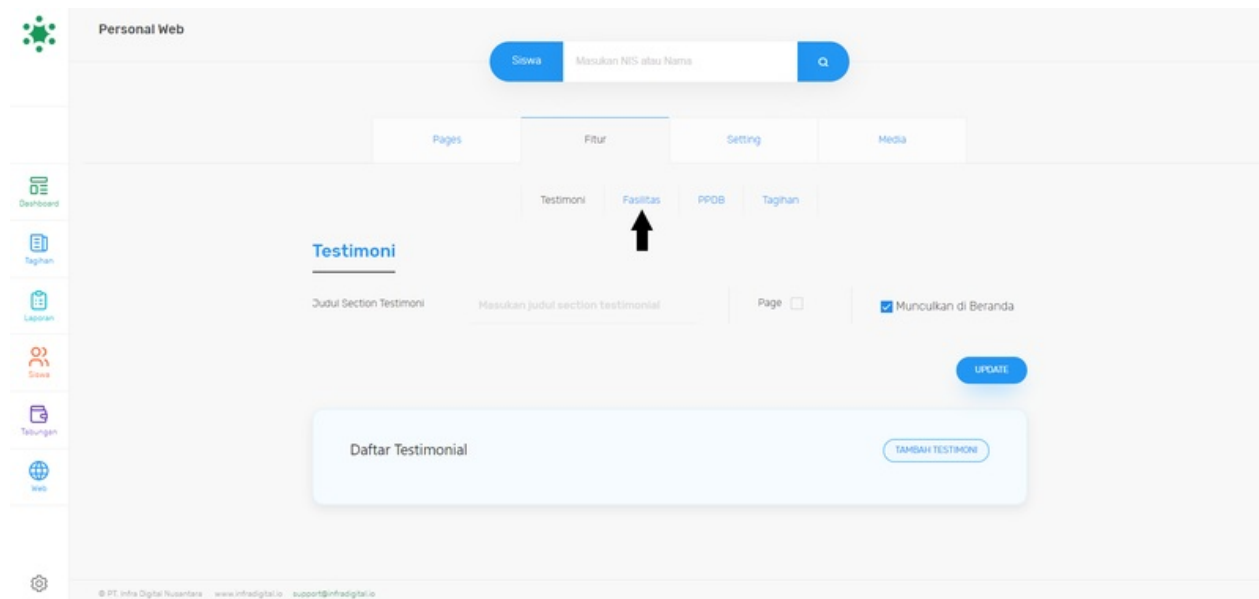 Personal Web
Siswa Masukan NIS atau Nama
Pages Fitur Setting Media
Dashboard
Testimoni Fasilitas PPDB Tagihan
Tagihan
Testimoni
Laporan
Judul Section Testimoni Masukan judul section testimonial Page Munculkan di Beranda
Siswa
UPDATE
Tabungan
Daftar Testimonial TAMBAH TESTIMONI
Web
© PT. Infra Digital Nusantara www.infradigital.io support@infradigital.io